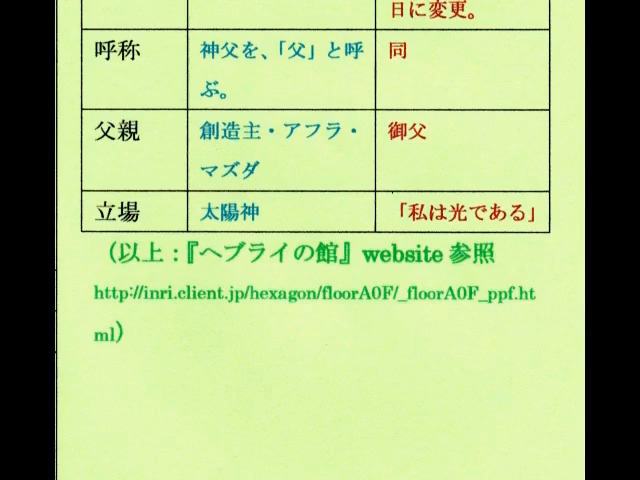 日に変更。
呼称 神父を、「父」と呼 同
ぶ。
父親 創造主・アフラ・ 御父
マズダ
立場 太陽神 「私は光である」
（以上：『ヘブライの館』website 参照
http://inri.client.jp/hexagon/floorA0F/_floorA0F_ppf.ht
ml）